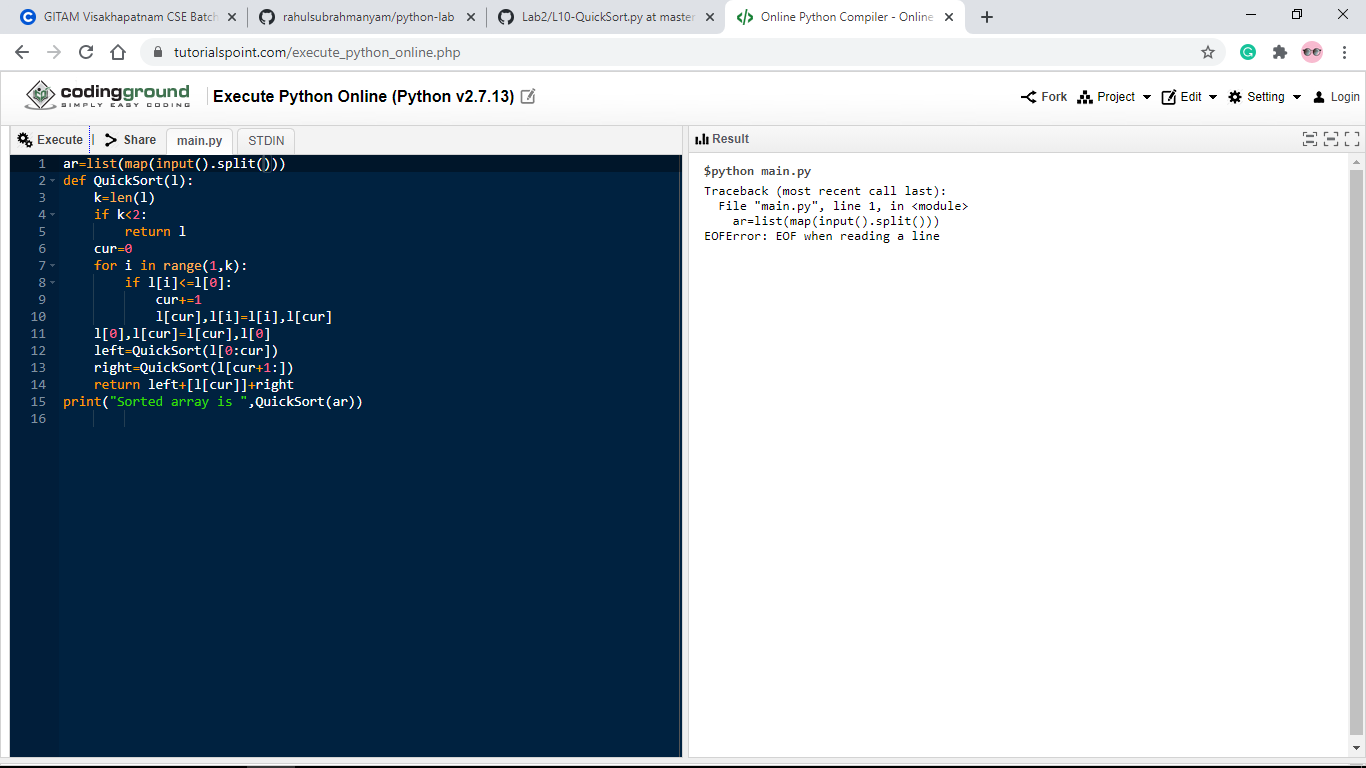 GITAM Visakhapatnam CSE Batch
rahulsubrahmanyam/python-lab
Lab2/L10-QuickSort.py at master
Online Python Compiler - Online
tutorialspoint.com/execute_python_online.php
codingground
SIMPLY EASY CODING
Execute Python Online (Python v2.7.13)
Fork
Project
Edit
Setting
Login
Execute
Share
main.py
STDIN
Result
1 ar=list(map(input().split()))
2 def QuickSort(l):
3     k=len(l)
4     if k<2:
5         return l
6     cur=0
7     for i in range(1,k):
8         if l[i]<=l[0]:
9             cur+=1
10             l[cur],l[i]=l[i],l[cur]
11     l[0],l[cur]=l[cur],l[0]
12     left=QuickSort(l[0:cur])
13     right=QuickSort(l[cur+1:])
14     return left+[l[cur]]+right
15 print("Sorted array is ",QuickSort(ar))
16
$python main.py
Traceback (most recent call last):
  File "main.py", line 1, in <module>
    ar=list(map(input().split()))
EOFError: EOF when reading a line